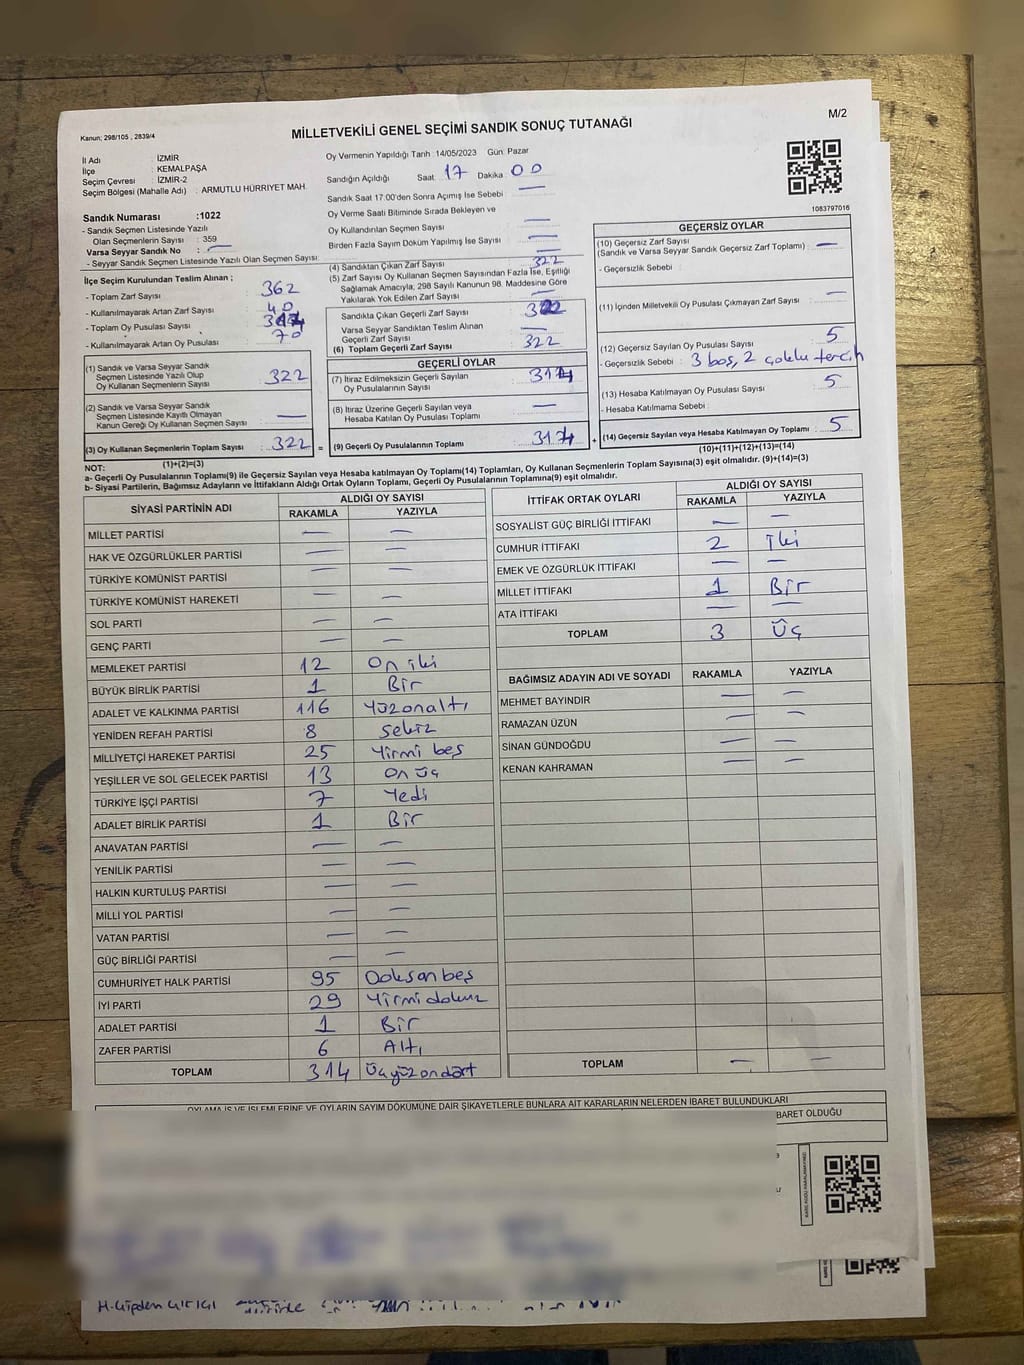 Kanun; 298/105 , 2839/4
MİLLETVEKİLİ GENEL SEÇİMİ SANDIK SONUÇ TUTANAĞI
M/2
İl Adı : İZMİR
İlçe : KEMALPAŞA
Seçim Çevresi : İZMİR-2
Seçim Bölgesi (Mahalle Adı) : ARMUTLU HÜRRİYET MAH.
Sandık Numarası :1022
- Sandık Seçmen Listesinde Yazılı
Olan Seçmenlerin Sayısı : 359
Varsa Seyyar Sandık No : —
- Seyyar Sandık Seçmen Listesinde Yazılı Olan Seçmen Sayısı:
Oy Vermenin Yapıldığı Tarih :14/05/2023 Gün: Pazar
Sandığın Açıldığı Saat 17 Dakika 00
Sandık Saat 17.00'den Sonra Açımış İse Sebebi —
Oy Verme Saati Bitiminde Sırada Bekleyen ve
Oy Kullandırılan Seçmen Sayısı —
Birden Fazla Sayım Döküm Yapılmış İse Sayısı —
1083797016
İlçe Seçim Kurulundan Teslim Alınan ;
- Toplam Zarf Sayısı 362
- Kullanılmayarak Artan Zarf Sayısı 40
- Toplam Oy Pusulası Sayısı
- Kullanılmayarak Artan Oy Pusulası 70
(1) Sandık ve Varsa Seyyar Sandık
Seçmen Listesinde Yazılı Olup
Oy Kullanan Seçmenlerin Sayısı : 322
(2) Sandık ve Varsa Seyyar Sandık
Seçmen Listesinde Kayıtlı Olmayan
Kanun Gereği Oy Kullanan Seçmen Sayısı —
(3) Oy Kullanan Seçmenlerin Toplam Sayısı : 322
(1)+(2)=(3)
(4) Sandıktan Çıkan Zarf Sayısı 322
(5) Zarf Sayısı Oy Kullanan Seçmen Sayısından Fazla İse, Eşitliği
Sağlamak Amacıyla; 298 Sayılı Kanunun 98. Maddesine Göre
Yakılarak Yok Edilen Zarf Sayısı —
Sandıkta Çıkan Geçerli Zarf Sayısı 322
Varsa Seyyar Sandıktan Teslim Alınan
Geçerli Zarf Sayısı —
(6) Toplam Geçerli Zarf Sayısı 322
GEÇERLİ OYLAR
(7) İtiraz Edilmeksizin Geçerli Sayılan
Oy Pusulalarının Sayısı
(8) İtiraz Üzerine Geçerli Sayılan veya
Hesaba Katılan Oy Pusulası Toplamı —
= (9) Geçerli Oy Pusulalarının Toplamı
GEÇERSİZ OYLAR
(10) Geçersiz Zarf Sayısı
(Sandık ve Varsa Seyyar Sandık Geçersiz Zarf Toplamı) : —
- Geçersizlik Sebebi :
(11) İçinden Milletvekili Oy Pusulası Çıkmayan Zarf Sayısı —
(12) Geçersiz Sayılan Oy Pusulası Sayısı 5
- Geçersizlik Sebebi : 3 boş, 2 çoklu tercih
(13) Hesaba Katılmayan Oy Pusulası Sayısı 5
- Hesaba Katılmama Sebebi :
+ (14) Geçersiz Sayılan veya Hesaba Katılmayan Oy Toplamı : 5
(10)+(11)+(12)+(13)=(14)
NOT:
a- Geçerli Oy Pusulalarının Toplamı(9) ile Geçersiz Sayılan veya Hesaba katılmayan Oy Toplamı(14) Toplamları, Oy Kullanan Seçmenlerin Toplam Sayısına(3) eşit olmalıdır. (9)+(14)=(3)
b- Siyasi Partilerin, Bağımsız Adayların ve İttifakların Aldığı Ortak Oyların Toplamı, Geçerli Oy Pusulalarının Toplamına(9) eşit olmalıdır.
SİYASİ PARTİNİN ADI ALDIĞI OY SAYISI
RAKAMLA YAZIYLA
MİLLET PARTİSİ — —
HAK VE ÖZGÜRLÜKLER PARTİSİ — —
TÜRKİYE KOMÜNİST PARTİSİ — —
TÜRKİYE KOMÜNİST HAREKETİ — —
SOL PARTİ — —
GENÇ PARTİ — —
MEMLEKET PARTİSİ 12 On iki
BÜYÜK BİRLİK PARTİSİ 1 Bir
ADALET VE KALKINMA PARTİSİ 116 Yüzonaltı
YENİDEN REFAH PARTİSİ 8 sekiz
MİLLİYETÇİ HAREKET PARTİSİ 25 Yirmi beş
YEŞİLLER VE SOL GELECEK PARTİSİ 13 On üç
TÜRKİYE İŞÇİ PARTİSİ 7 Yedi
ADALET BİRLİK PARTİSİ 1 Bir
ANAVATAN PARTİSİ — —
YENİLİK PARTİSİ — —
HALKIN KURTULUŞ PARTİSİ — —
MİLLİ YOL PARTİSİ — —
VATAN PARTİSİ — —
GÜÇ BİRLİĞİ PARTİSİ — —
CUMHURİYET HALK PARTİSİ 95 Doksanbeş
İYİ PARTİ 29 Yirmidokuz
ADALET PARTİSİ 1 Bir
ZAFER PARTİSİ 6 Altı
TOPLAM 314 üçyüzondört
İTTİFAK ORTAK OYLARI ALDIĞI OY SAYISI
RAKAMLA YAZIYLA
SOSYALİST GÜÇ BİRLİĞİ İTTİFAKI — —
CUMHUR İTTİFAKI 2 iki
EMEK VE ÖZGÜRLÜK İTTİFAKI — —
MİLLET İTTİFAKI 1 Bir
ATA İTTİFAKI — —
TOPLAM 3 Üç
BAĞIMSIZ ADAYIN ADI VE SOYADI RAKAMLA YAZIYLA
MEHMET BAYINDIR — —
RAMAZAN ÜZÜN — —
SİNAN GÜNDOĞDU — —
KENAN KAHRAMAN — —
TOPLAM — —
OYLAMA İŞ VE İŞLEMLERİNE VE OYLARIN SAYIM DÖKÜMÜNE DAİR ŞİKAYETLERLE BUNLARA AİT KARARLARIN NELERDEN İBARET BULUNDUKLARI
BARET OLDUĞU